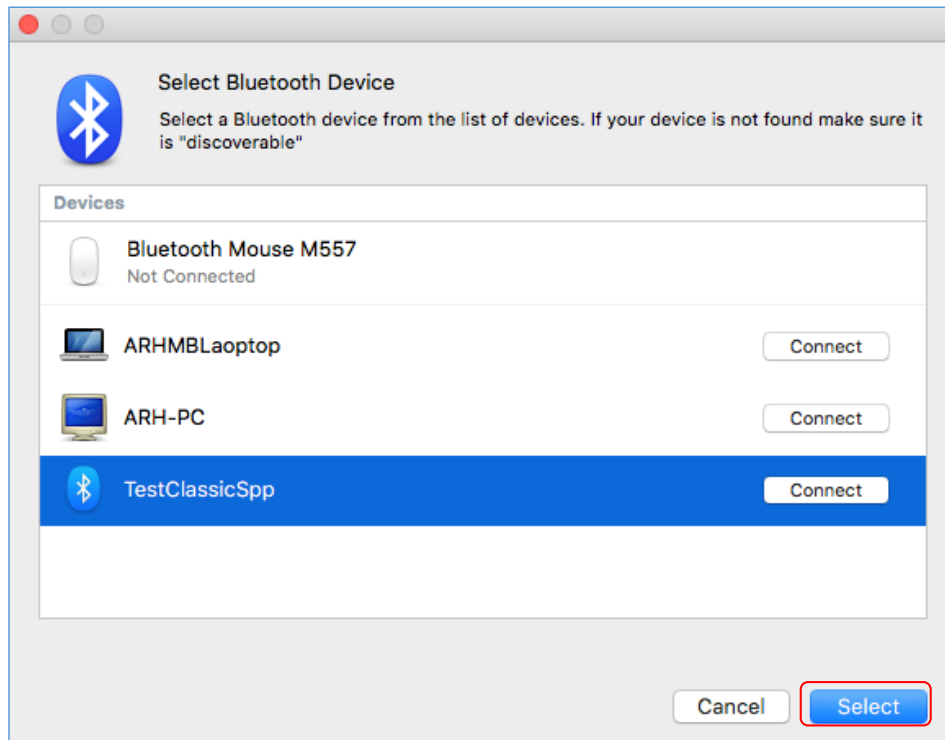 Select Bluetooth Device
Select a Bluetooth device from the list of devices. If your device is not found make sure it
is "discoverable"
Devices
Bluetooth Mouse M557
Not Connected
ARHMBLaoptop
Connect
ARH-PC
Connect
TestClassicSpp
Connect
Cancel
Select